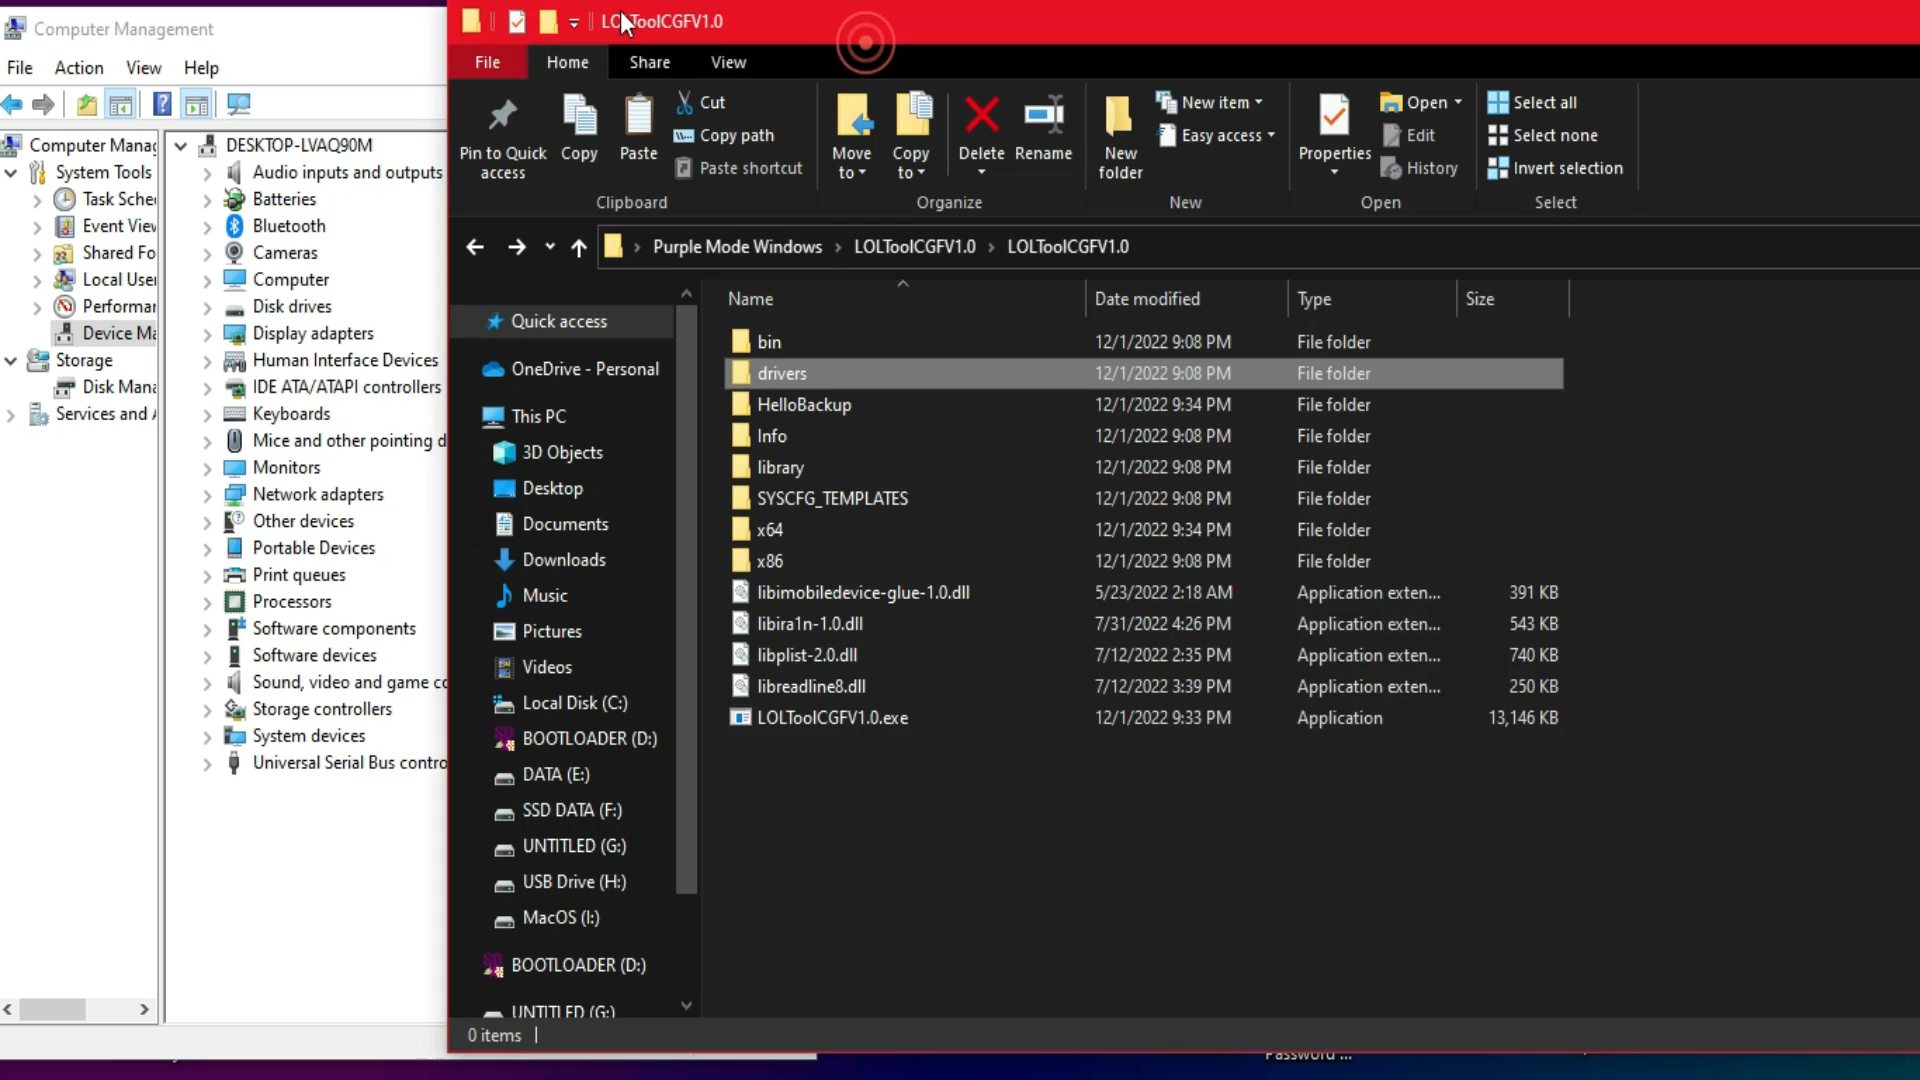 Computer Management
File Action View Help
Computer Manag
System Tools
Task Sche
Event View
Shared Fo
Local User
Performar
Device Ma
Storage
Disk Mana
Services and A
DESKTOP-LVAQ90M
Audio inputs and outputs
Batteries
Bluetooth
Cameras
Computer
Disk drives
Display adapters
Human Interface Devices
IDE ATA/ATAPI controllers
Keyboards
Mice and other pointing d
Monitors
Network adapters
Other devices
Portable Devices
Print queues
Processors
Software components
Software devices
Sound, video and game co
Storage controllers
System devices
Universal Serial Bus contro
File Home Share View
Pin to Quick access
Copy
Paste
Cut
Copy path
Paste shortcut
Clipboard
Move to
Copy to
Delete
Rename
Organize
New folder
New item
Easy access
New
Properties
Open
Edit
History
Open
Select all
Select none
Invert selection
Select
Purple Mode Windows > LOLToolCGFV1.0 > LOLToolCGFV1.0
Quick access
OneDrive - Personal
This PC
3D Objects
Desktop
Documents
Downloads
Music
Pictures
Videos
Local Disk (C:)
BOOTLOADER (D:)
DATA (E:)
SSD DATA (F:)
UNTITLED (G:)
USB Drive (H:)
MacOS (I:)
BOOTLOADER (D:)
UNTITLED (G:)
Name Date modified Type Size
bin 12/1/2022 9:08 PM File folder
drivers 12/1/2022 9:08 PM File folder
HelloBackup 12/1/2022 9:34 PM File folder
Info 12/1/2022 9:08 PM File folder
library 12/1/2022 9:08 PM File folder
SYSCFG_TEMPLATES 12/1/2022 9:08 PM File folder
x64 12/1/2022 9:34 PM File folder
x86 12/1/2022 9:08 PM File folder
libimobiledevice-glue-1.0.dll 5/23/2022 2:18 AM Application exten... 391 KB
libira1n-1.0.dll 7/31/2022 4:26 PM Application exten... 543 KB
libplist-2.0.dll 7/12/2022 2:35 PM Application exten... 740 KB
libreadline8.dll 7/12/2022 3:39 PM Application exten... 250 KB
LOLToolCGFV1.0.exe 12/1/2022 9:33 PM Application 13,146 KB
0 items
Password ...